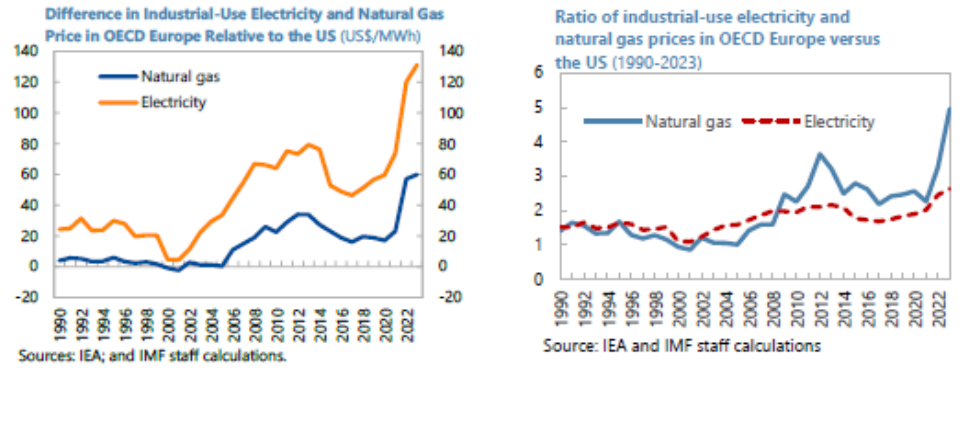 Difference in Industrial-Use Electricity and Natural Gas
Price in OECD Europe Relative to the US (US$/MWh)
140 140
120 120
100 100
80 80
60 60
40 40
20 20
0 0
-20 -20
Natural gas
Electricity
1990 1992 1994 1996 1998 2000 2002 2004 2006 2008 2010 2012 2014 2016 2018 2020 2022
Sources: IEA; and IMF staff calculations.
Ratio of industrial-use electricity and
natural gas prices in OECD Europe versus
the US (1990-2023)
6
5
4
3
2
1
0
Natural gas Electricity
1990 1992 1994 1996 1998 2000 2002 2004 2006 2008 2010 2012 2014 2016 2018 2020 2022
Source: IEA and IMF staff calculations